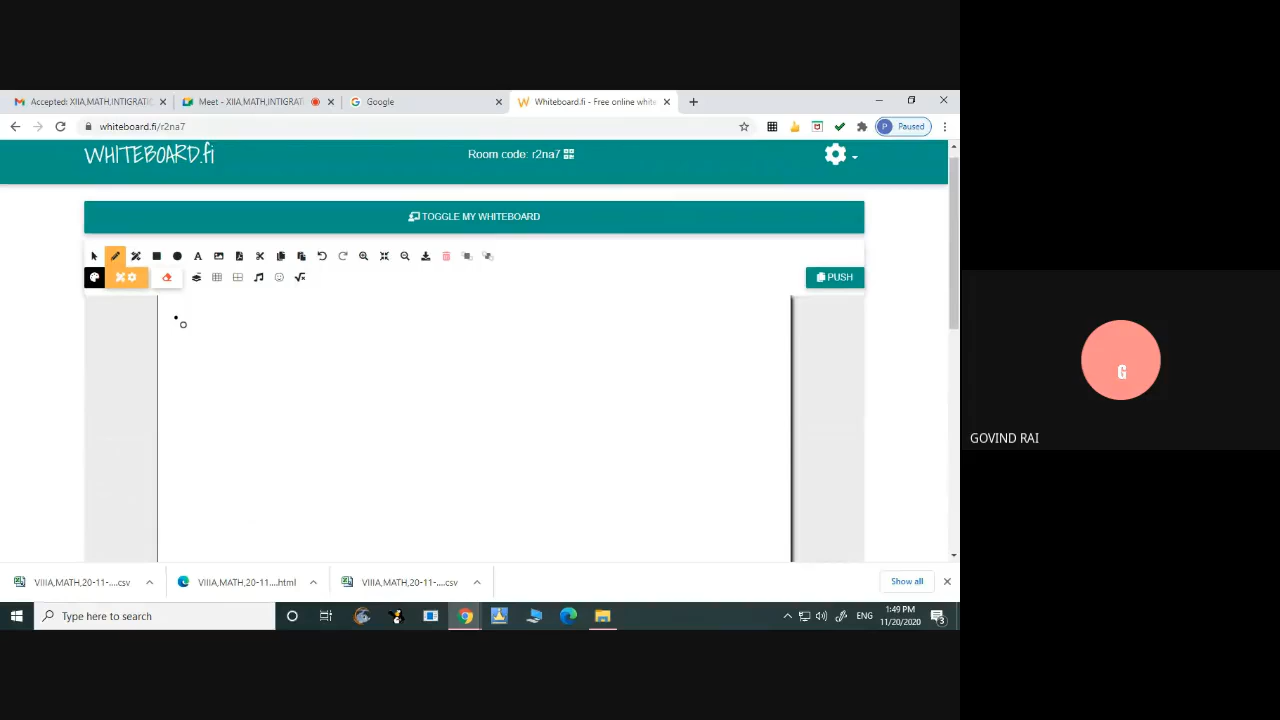 Accepted: XIIA,MATH,INTIGRATIC
Meet - XIIA,MATH,INTIGRATI
Google
Whiteboard.fi - Free online white
whiteboard.fi/r2na7
P Paused
WHITEBOARD.fi
Room code: r2na7
TOGGLE MY WHITEBOARD
A
PUSH
G
GOVIND RAI
VIIIA,MATH,20-11-....csv
VIIIA,MATH,20-11....html
VIIIA,MATH,20-11-....csv
Show all
Type here to search
ENG
1:49 PM
11/20/2020
3